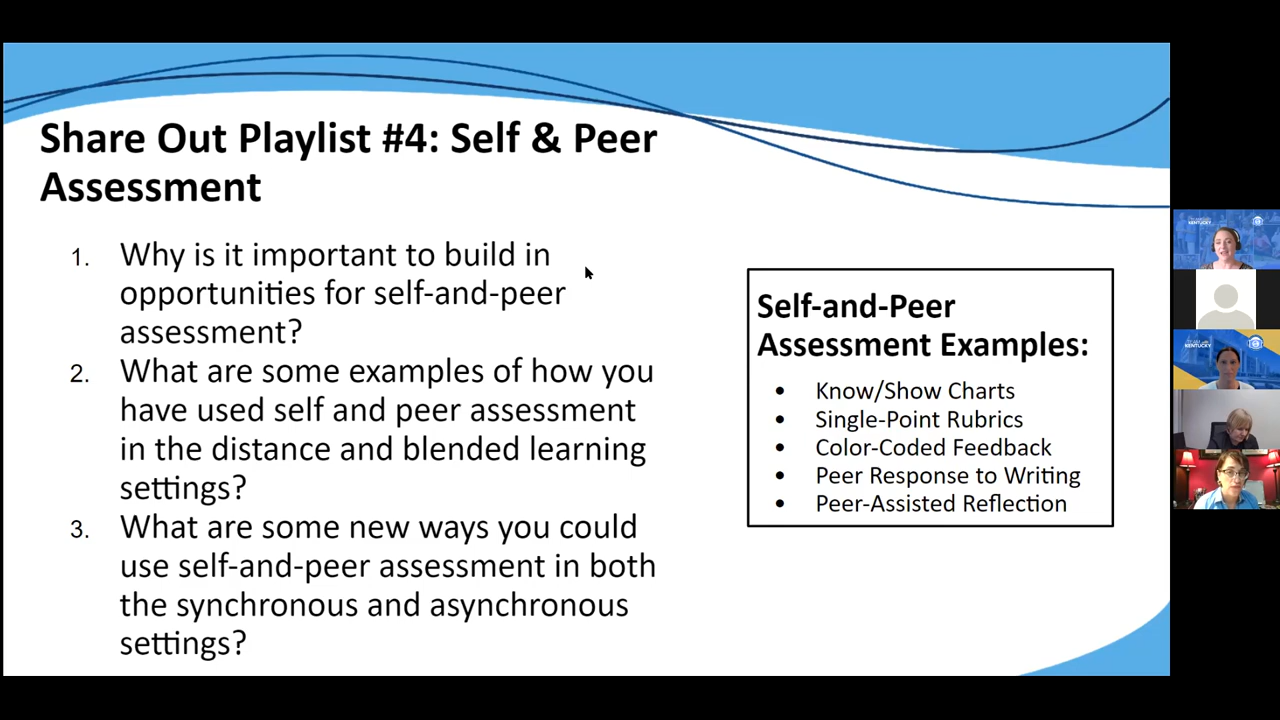 Share Out Playlist #4: Self & Peer
Assessment
1. Why is it important to build in
opportunities for self-and-peer
assessment?
2. What are some examples of how you
have used self and peer assessment
in the distance and blended learning
settings?
3. What are some new ways you could
use self-and-peer assessment in both
the synchronous and asynchronous
settings?
Self-and-Peer
Assessment Examples:
• Know/Show Charts
• Single-Point Rubrics
• Color-Coded Feedback
• Peer Response to Writing
• Peer-Assisted Reflection
KENTUCKY
KENTUCKY